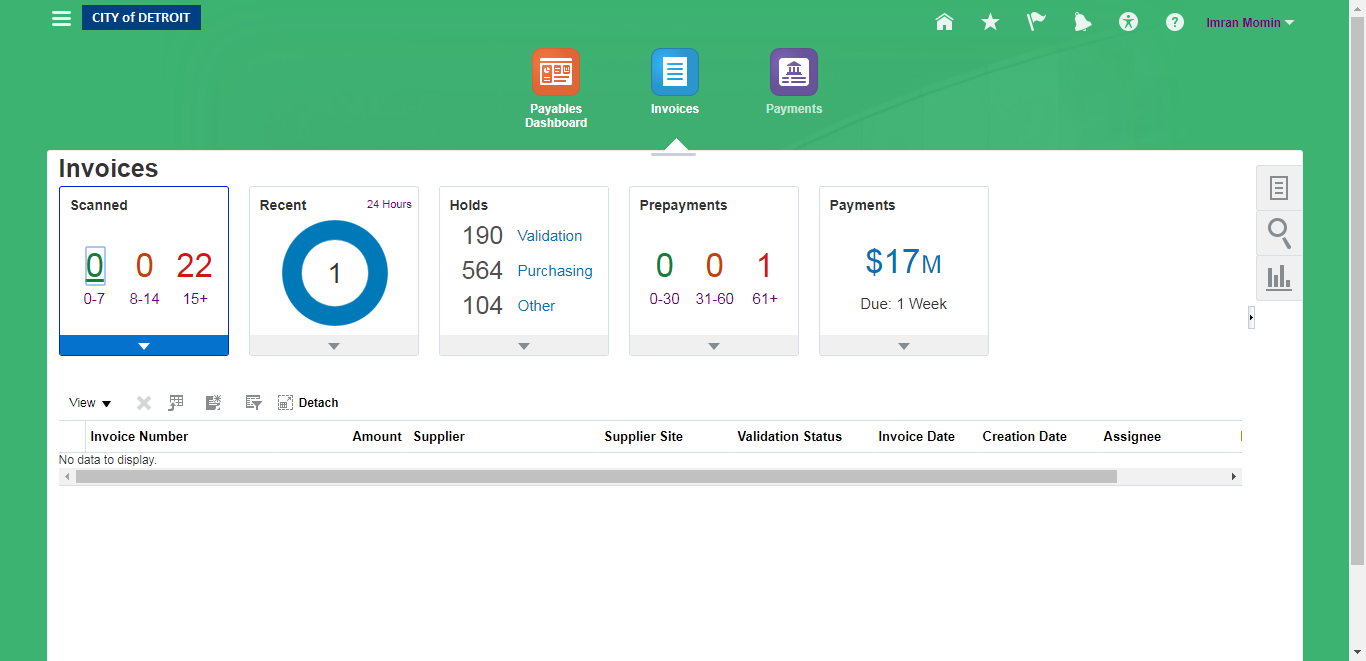 CITY of DETROIT
Imran Momin
Payables
Dashboard
Invoices
Payments
Invoices
Scanned
0 0 22
0-7 8-14 15+
Recent 24 Hours
1
Holds
190 Validation
564 Purchasing
104 Other
Prepayments
0 0 1
0-30 31-60 61+
Payments
$17M
Due: 1 Week
View Detach
Invoice Number Amount Supplier Supplier Site Validation Status Invoice Date Creation Date Assignee
No data to display.